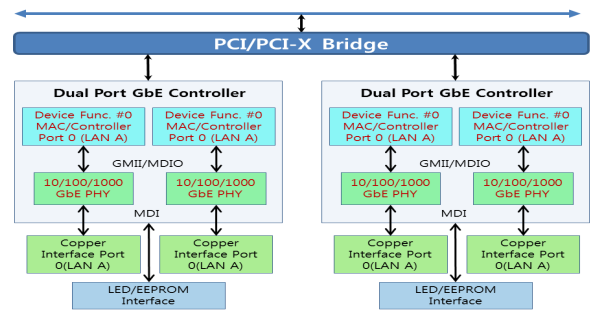 PCI/PCI-X Bridge
Dual Port GbE Controller
Device Func. #0
MAC/Controller
Port 0 (LAN A)
Device Func. #0
MAC/Controller
Port 0 (LAN A)
GMII/MDIO
10/100/1000
GbE PHY
10/100/1000
GbE PHY
MDI
Copper
Interface Port
0(LAN A)
Copper
Interface Port
0(LAN A)
LED/EEPROM
Interface
Dual Port GbE Controller
Device Func. #0
MAC/Controller
Port 0 (LAN A)
Device Func. #0
MAC/Controller
Port 0 (LAN A)
GMII/MDIO
10/100/1000
GbE PHY
10/100/1000
GbE PHY
MDI
Copper
Interface Port
0(LAN A)
Copper
Interface Port
0(LAN A)
LED/EEPROM
Interface